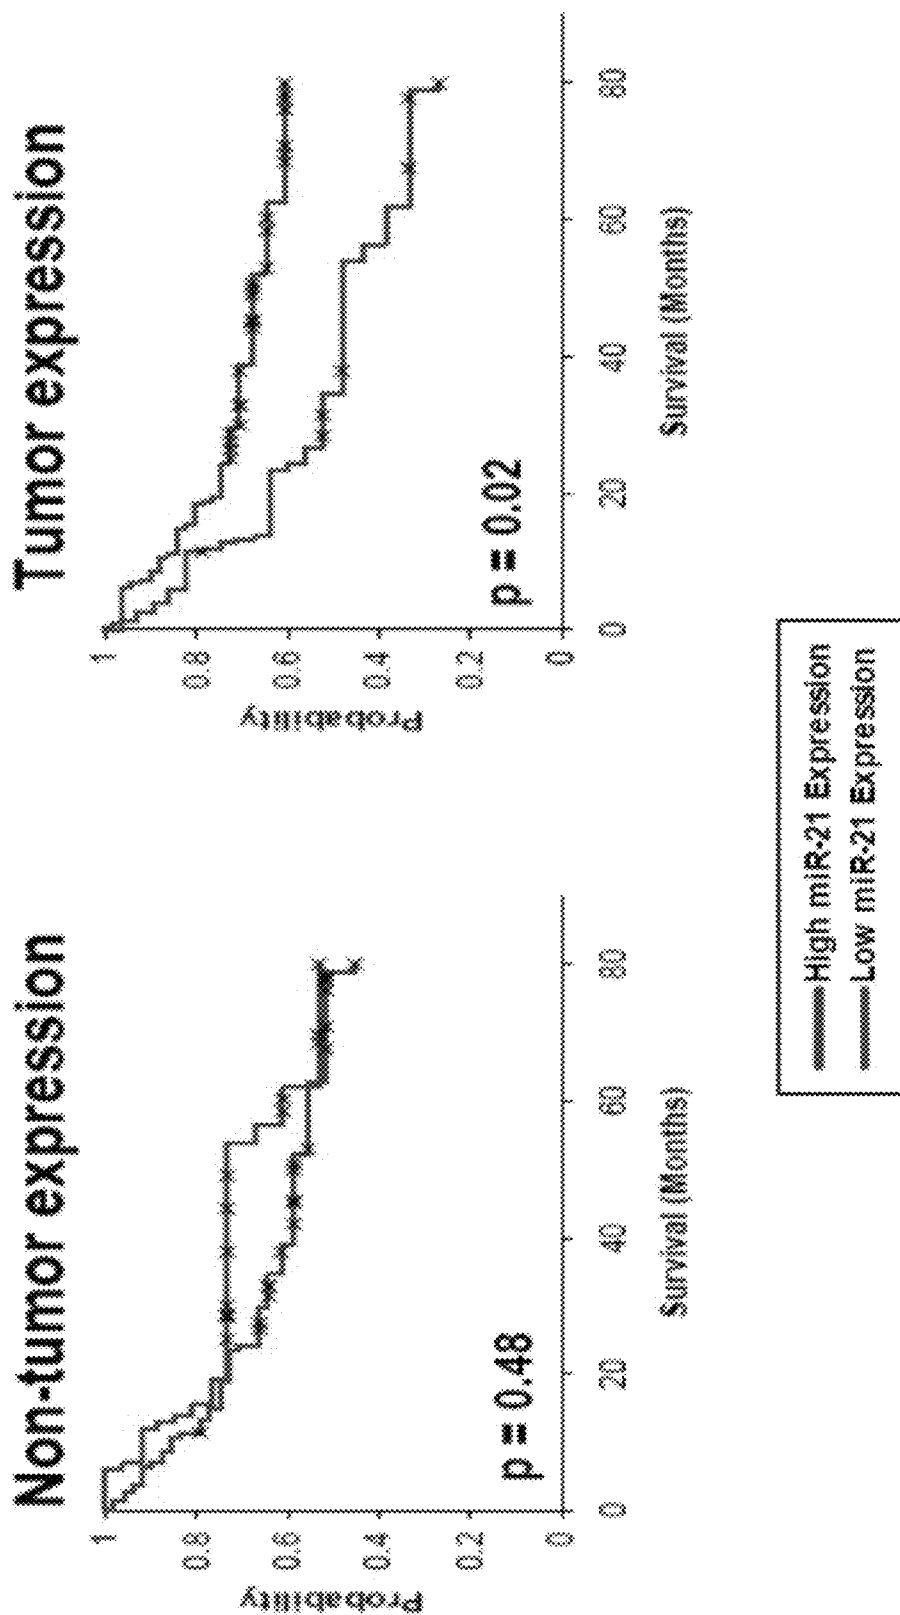 Non-tumor expression
Probability
1
0.8
0.6
0.4
0.2
0
p = 0.48
0 20 40 60 80
Survival (Months)
Tumor expression
Probability
1
0.8
0.6
0.4
0.2
0
p = 0.02
0 20 40 60 80
Survival (Months)
High miR-21 Expression
Low miR-21 Expression